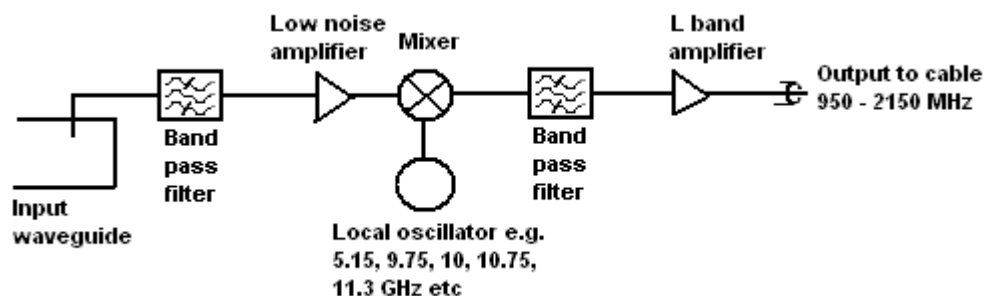 Low noise
amplifier
Mixer
L band
amplifier
Output to cable
950 - 2150 MHz
Band
pass
filter
Band
pass
filter
Input
waveguide
Local oscillator e.g.
5.15, 9.75, 10, 10.75,
11.3 GHz etc